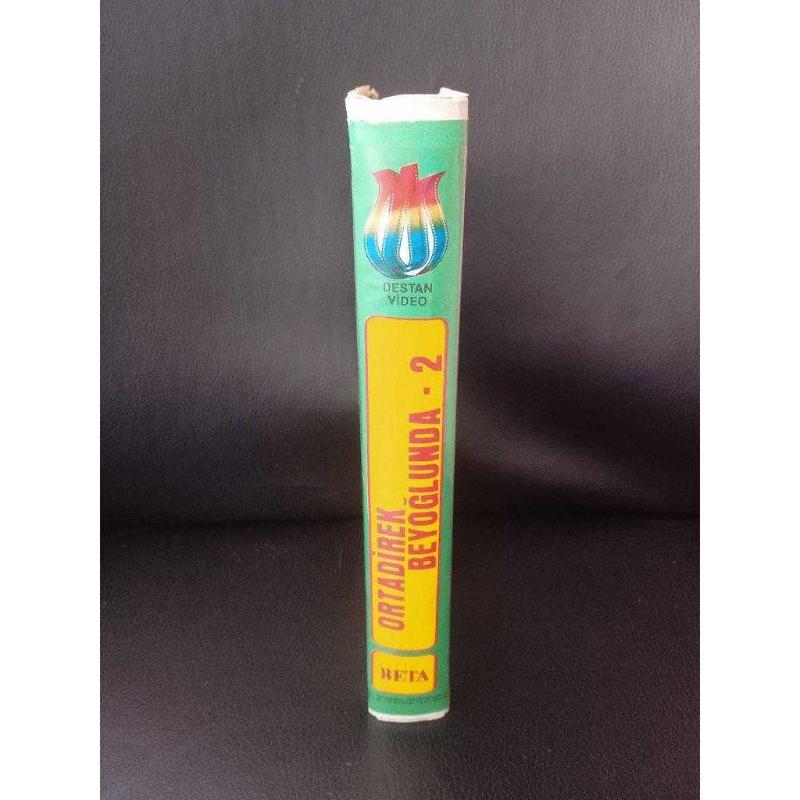 DESTAN
VİDEO
ORTADİREK
BEYOĞLUNDA - 2
BETA